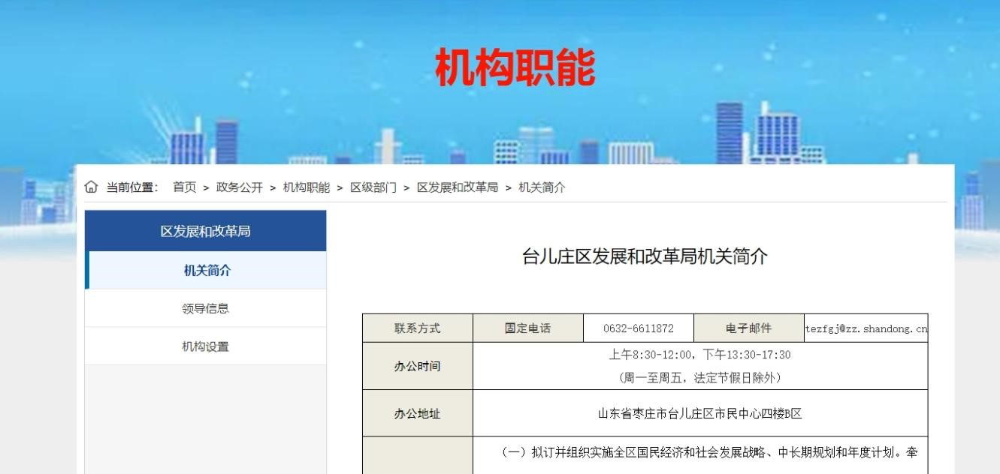 机构职能
当前位置： 首页 > 政务公开 > 机构职能 > 区级部门 > 区发展和改革局 > 机关简介
区发展和改革局
机关简介
领导信息
机构设置
台儿庄区发展和改革局机关简介
联系方式 固定电话 0632-6611872 电子邮件 tezfgj@zz.shandong.cn
办公时间
上午8:30-12:00，下午13:30-17:30
（周一至周五，法定节假日除外）
办公地址 山东省枣庄市台儿庄区市民中心四楼B区
（一）拟订并组织实施全区国民经济和社会发展战略、中长期规划和年度计划。牵